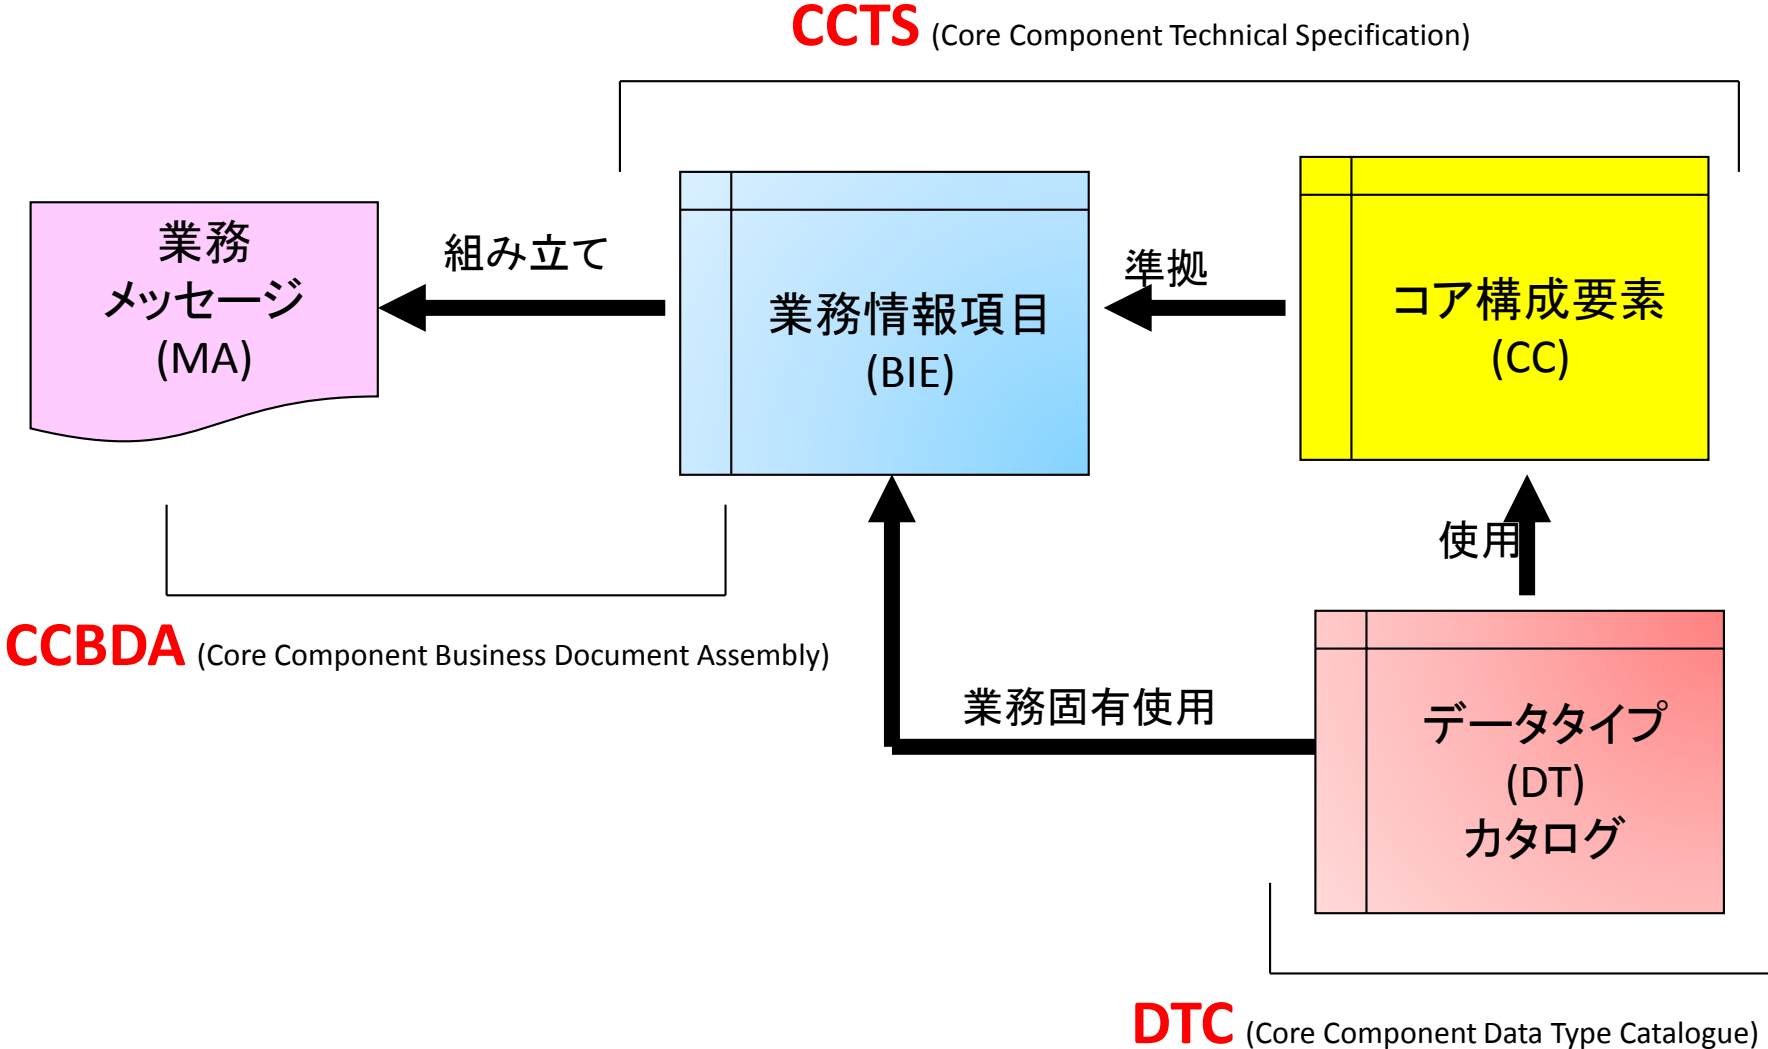 CCTS (Core Component Technical Specification)
業務
メッセージ
(MA)
組み立て
業務情報項目
(BIE)
準拠
コア構成要素
(CC)
使用
CCBDA (Core Component Business Document Assembly)
業務固有使用
データタイプ
(DT)
カタログ
DTC (Core Component Data Type Catalogue)